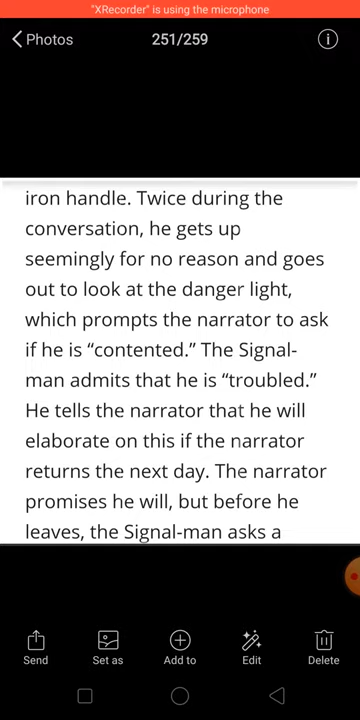 "XRecorder" is using the microphone
Photos
251/259
iron handle. Twice during the
conversation, he gets up
seemingly for no reason and goes
out to look at the danger light,
which prompts the narrator to ask
if he is “contented.” The Signal-
man admits that he is “troubled.”
He tells the narrator that he will
elaborate on this if the narrator
returns the next day. The narrator
promises he will, but before he
leaves, the Signal-man asks a
Send
Set as
Add to
Edit
Delete